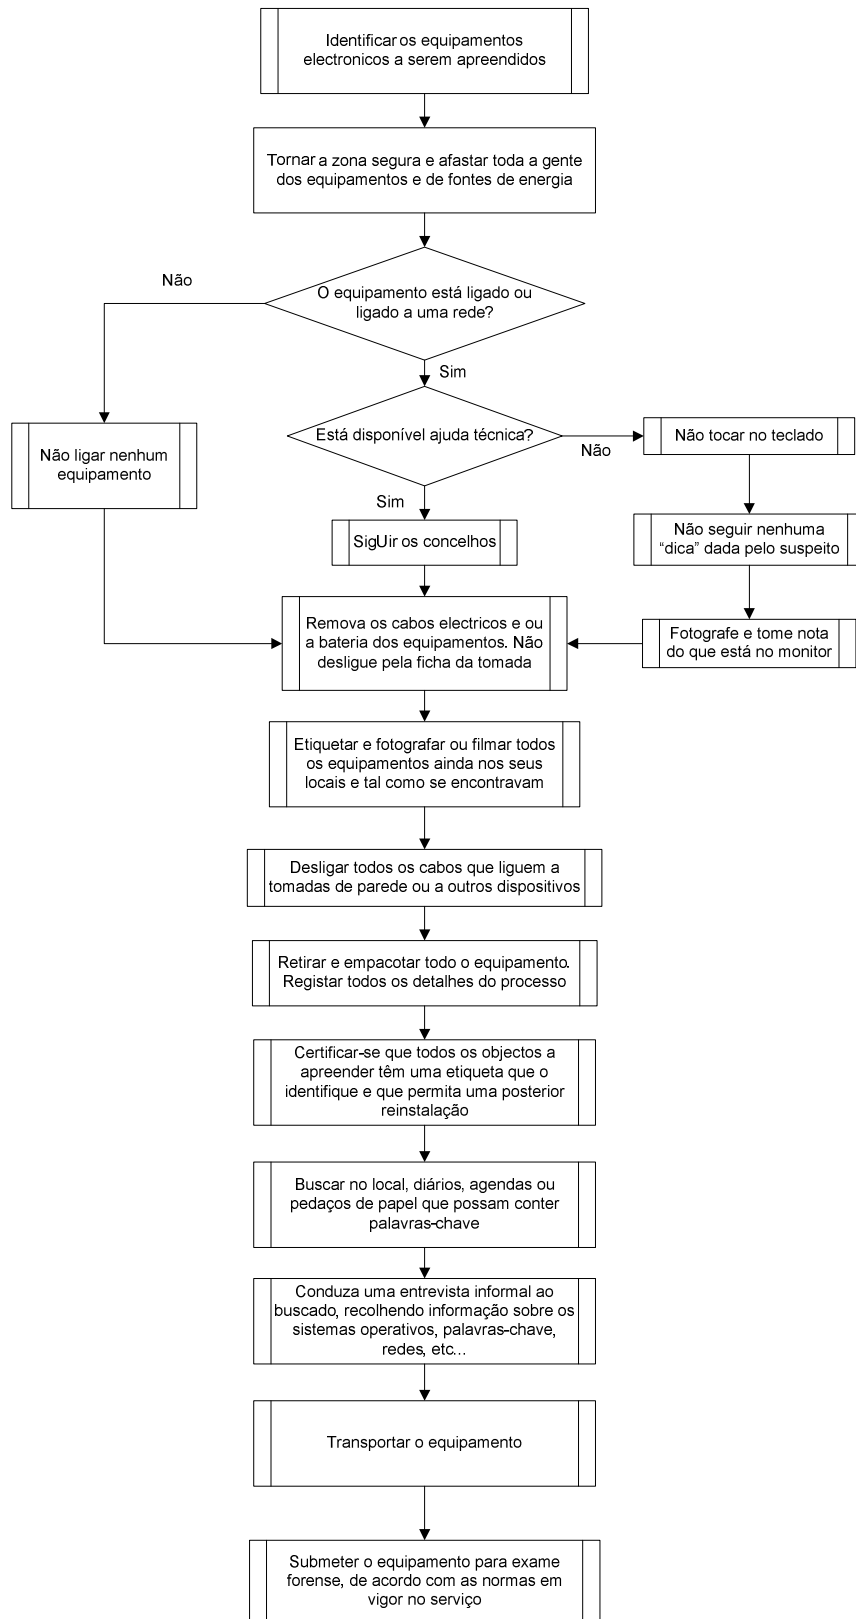 Identificar os equipamentos
electronicos a serem apreendidos
Tornar a zona segura e afastar toda a gente
dos equipamentos e de fontes de energia
Não
O equipamento está ligado ou
ligado a uma rede?
Sim
Está disponível ajuda técnica?
Não
Não tocar no teclado
Não ligar nenhum
equipamento
Sim
SigUir os concelhos
Não seguir nenhuma
“dica” dada pelo suspeito
Fotografe e tome nota
do que está no monitor
Remova os cabos electricos e ou
a bateria dos equipamentos. Não
desligue pela ficha da tomada
Etiquetar e fotografar ou filmar todos
os equipamentos ainda nos seus
locais e tal como se encontravam
Desligar todos os cabos que liguem a
tomadas de parede ou a outros dispositivos
Retirar e empacotar todo o equipamento.
Registar todos os detalhes do processo
Certificar-se que todos os objectos a
apreender têm uma etiqueta que o
identifique e que permita uma posterior
reinstalação
Buscar no local, diários, agendas ou
pedaços de papel que possam conter
palavras-chave
Conduza uma entrevista informal ao
buscado, recolhendo informação sobre os
sistemas operativos, palavras-chave,
redes, etc...
Transportar o equipamento
Submeter o equipamento para exame
forense, de acordo com as normas em
vigor no serviço